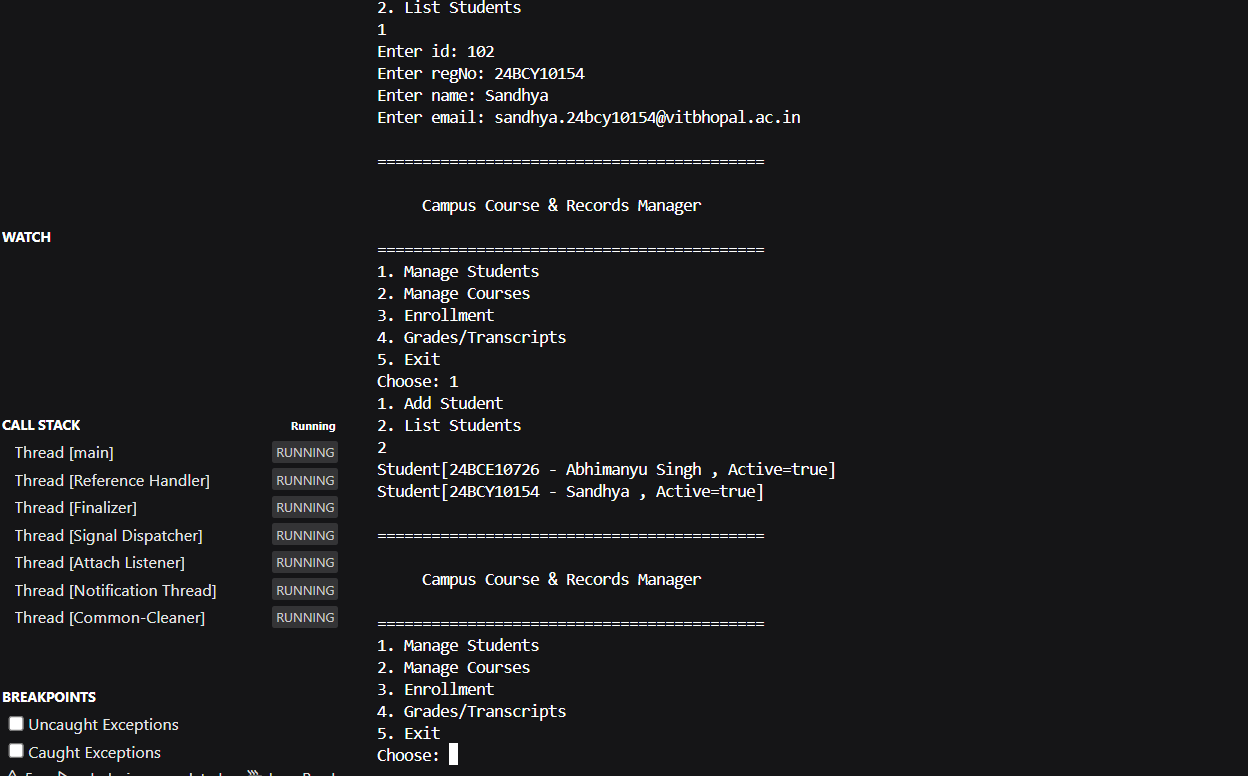 WATCH
CALL STACK
Running
Thread [main] RUNNING
Thread [Reference Handler] RUNNING
Thread [Finalizer] RUNNING
Thread [Signal Dispatcher] RUNNING
Thread [Attach Listener] RUNNING
Thread [Notification Thread] RUNNING
Thread [Common-Cleaner] RUNNING
BREAKPOINTS
Uncaught Exceptions
Caught Exceptions
2. List Students
1
Enter id: 102
Enter regNo: 24BCY10154
Enter name: Sandhya
Enter email: sandhya.24bcy10154@vitbhopal.ac.in
===========================================
Campus Course & Records Manager
===========================================
1. Manage Students
2. Manage Courses
3. Enrollment
4. Grades/Transcripts
5. Exit
Choose: 1
1. Add Student
2. List Students
2
Student[24BCE10726 - Abhimanyu Singh , Active=true]
Student[24BCY10154 - Sandhya , Active=true]
===========================================
Campus Course & Records Manager
===========================================
1. Manage Students
2. Manage Courses
3. Enrollment
4. Grades/Transcripts
5. Exit
Choose: